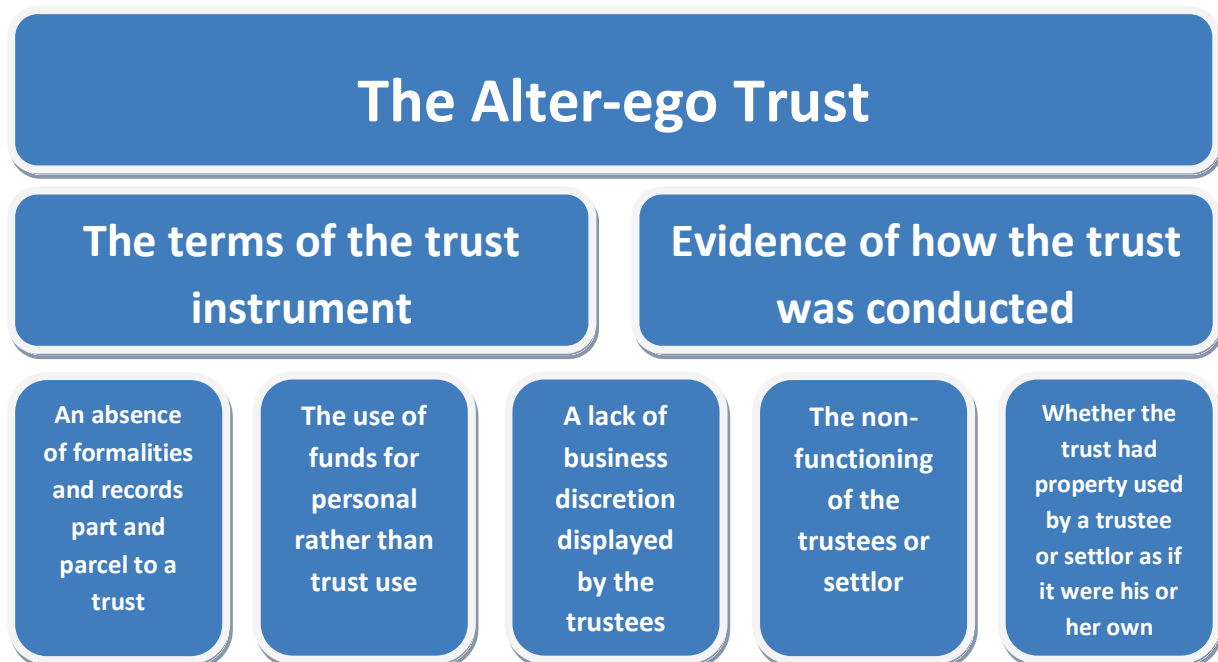 The Alter-ego Trust
The terms of the trust
instrument
Evidence of how the trust
was conducted
An absence
of formalities
and records
part and
parcel to a
trust
The use of
funds for
personal
rather than
trust use
A lack of
business
discretion
displayed
by the
trustees
The non-
functioning
of the
trustees or
settlor
Whether the
trust had
property used
by a trustee
or settlor as if
it were his or
her own